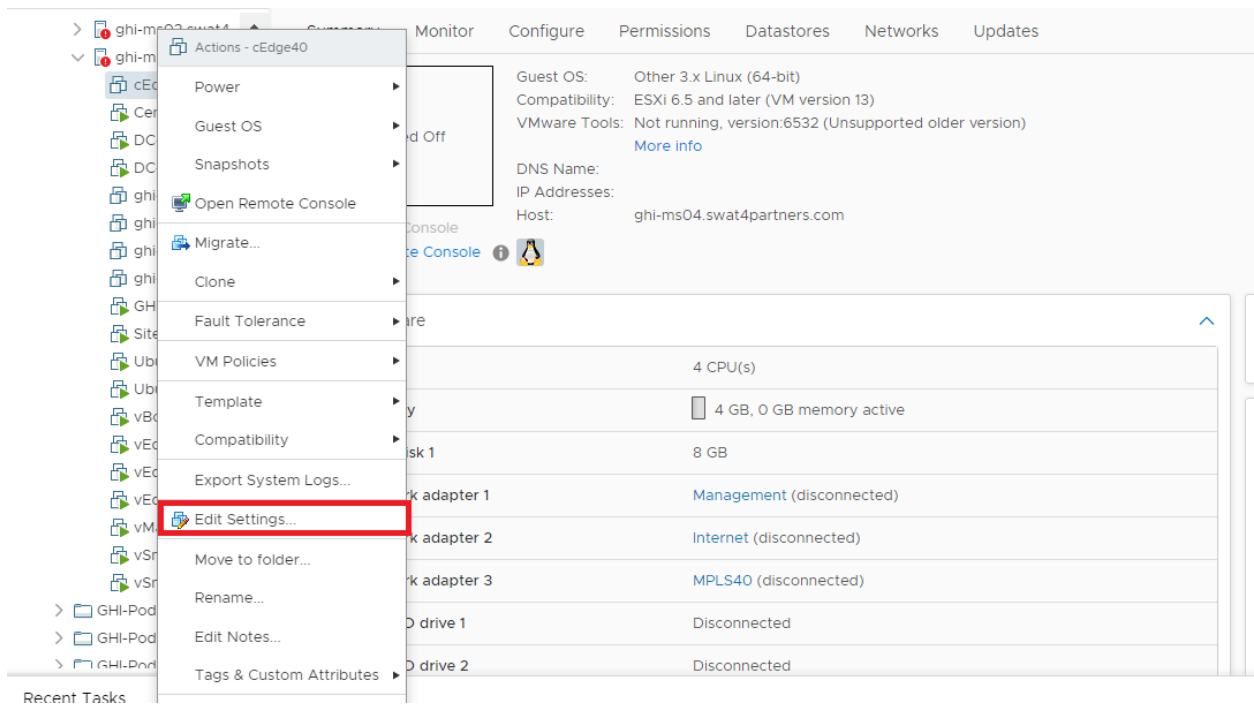 ghi-ms03.swat4
Summary Monitor Configure Permissions Datastores Networks Updates
ghi-m
Actions - cEdge40
cEd
Cer
DC
DC
ghi
ghi
ghi
ghi
GH
Site
Ubu
Ubu
vBo
vEd
vEd
vEd
vMa
vSm
vSm
GHI-Pod
GHI-Pod
GHI-Pod
Recent Tasks
Power
Guest OS
Snapshots
Open Remote Console
Migrate...
Clone
Fault Tolerance
VM Policies
Template
Compatibility
Export System Logs...
Edit Settings...
Move to folder...
Rename...
Edit Notes...
Tags & Custom Attributes
ed Off
Console
te Console
Guest OS: Other 3.x Linux (64-bit)
Compatibility: ESXi 6.5 and later (VM version 13)
VMware Tools: Not running, version:6532 (Unsupported older version)
More info
DNS Name:
IP Addresses:
Host: ghi-ms04.swat4partners.com
are
4 CPU(s)
y 4 GB, 0 GB memory active
isk 1 8 GB
rk adapter 1 Management (disconnected)
rk adapter 2 Internet (disconnected)
rk adapter 3 MPLS40 (disconnected)
D drive 1 Disconnected
D drive 2 Disconnected